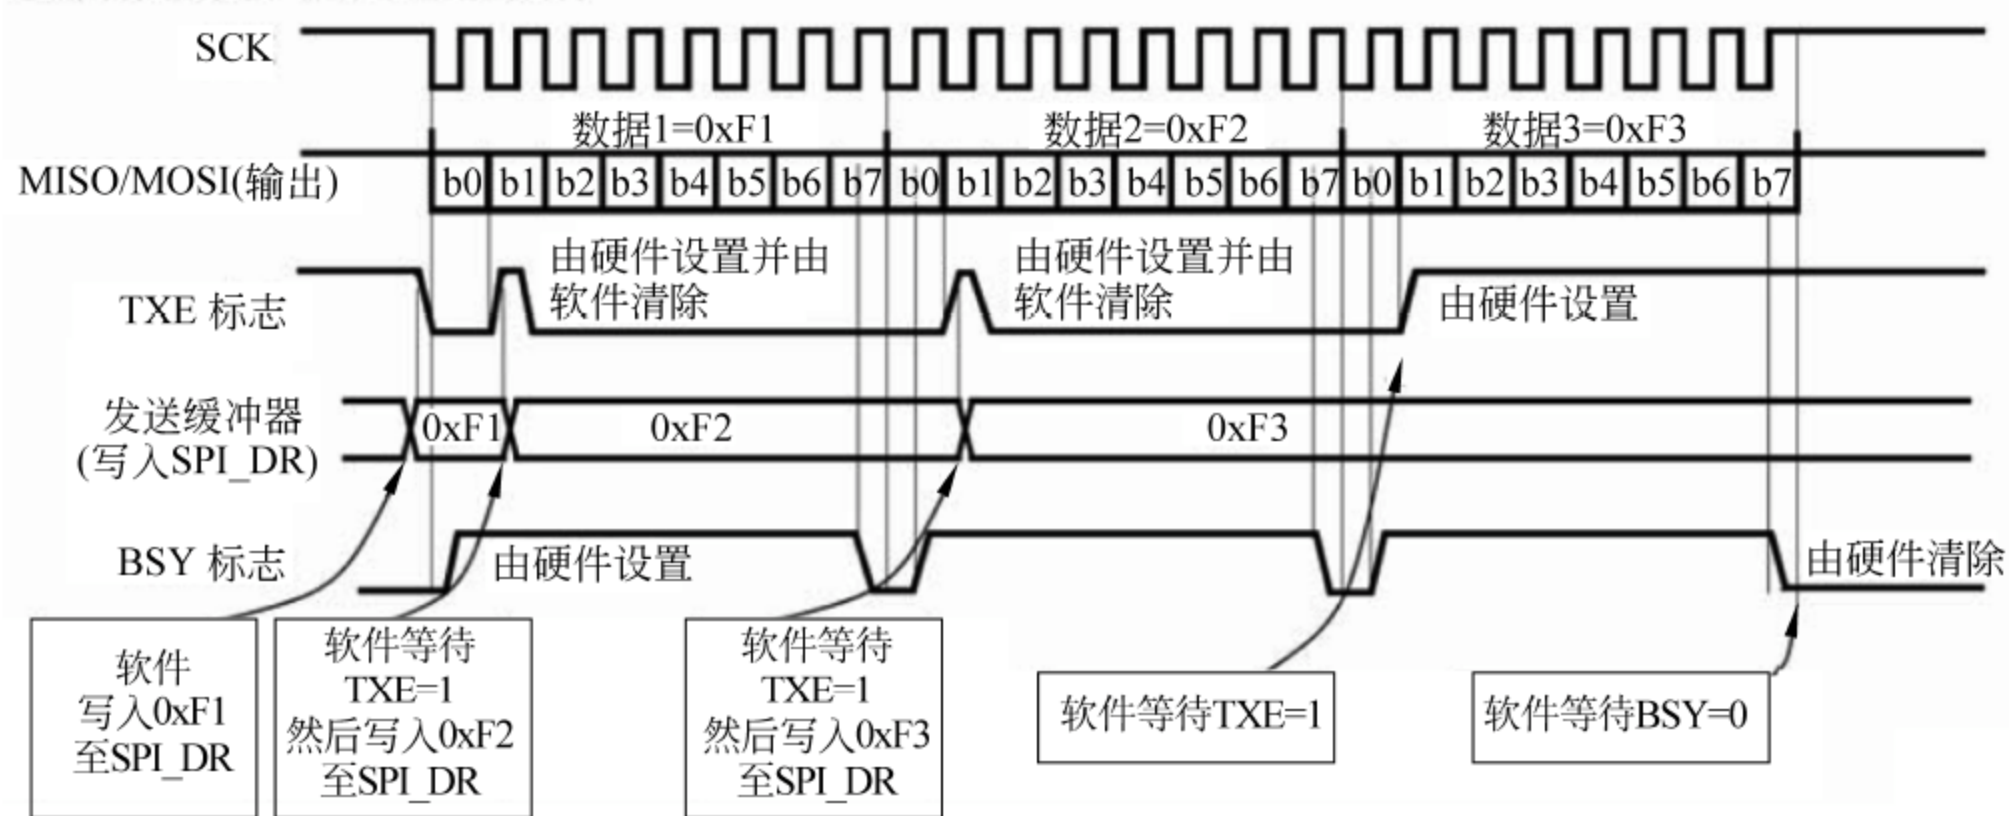 SCK
数据1=0xF1
数据2=0xF2
数据3=0xF3
MISO/MOSI(输出)
b0 b1 b2 b3 b4 b5 b6 b7 b0 b1 b2 b3 b4 b5 b6 b7 b0 b1 b2 b3 b4 b5 b6 b7
TXE 标志
由硬件设置并由
软件清除
由硬件设置并由
软件清除
由硬件设置
发送缓冲器
(写入SPI_DR)
0xF1
0xF2
0xF3
BSY 标志
由硬件设置
由硬件清除
软件
写入0xF1
至SPI_DR
软件等待
TXE=1
然后写入0xF2
至SPI_DR
软件等待
TXE=1
然后写入0xF3
至SPI_DR
软件等待TXE=1
软件等待BSY=0